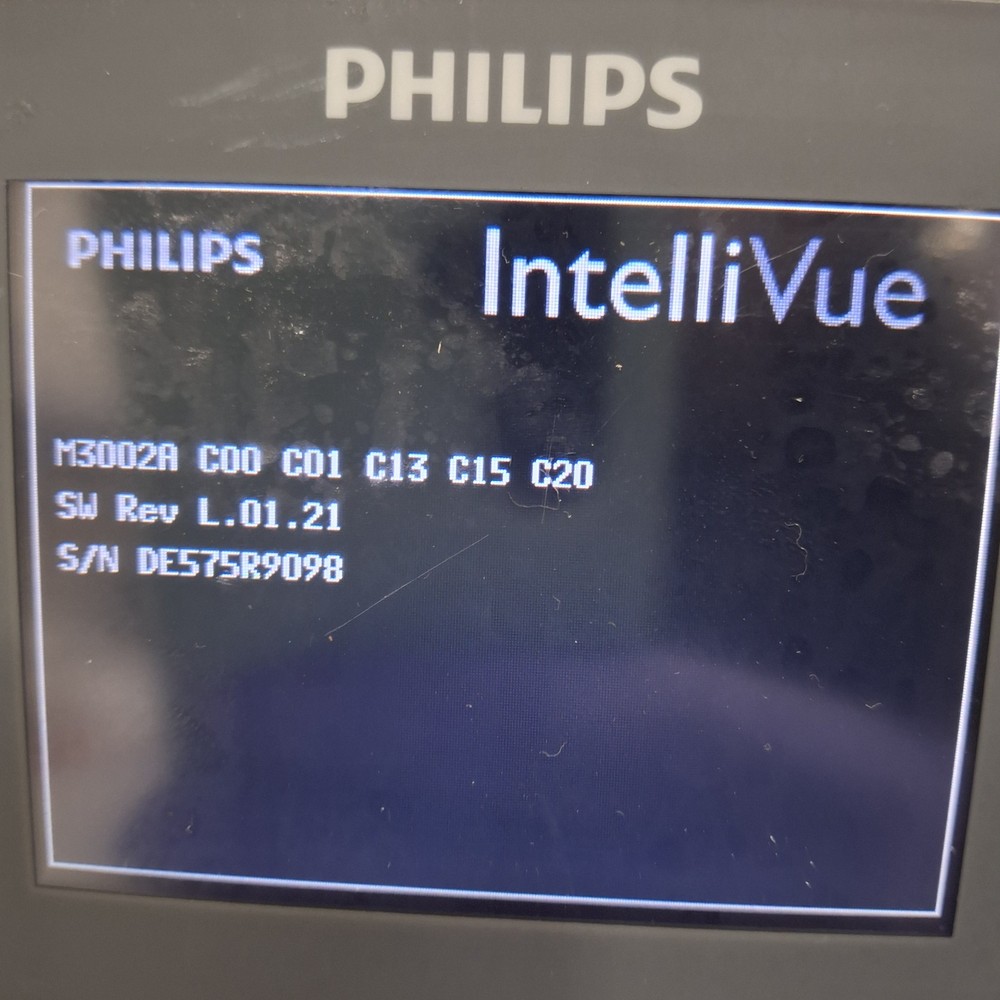 PHILIPS
PHILIPS IntelliVue
M3002A C00 C01 C13 C15 C20
SW Rev L.01.21
S/N DE575R9098